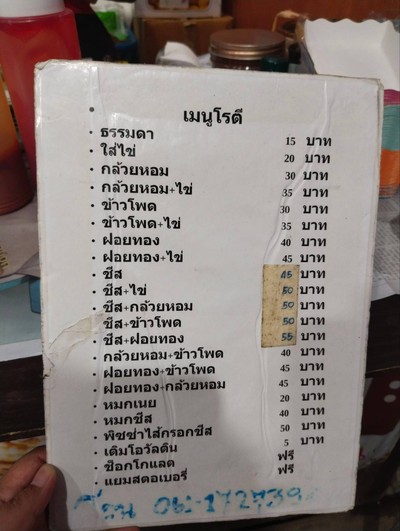 เมนูโรตี
• ธรรมดา 15 บาท
• ใส่ไข่ 20 บาท
• กล้วยหอม 30 บาท
• กล้วยหอม+ไข่ 35 บาท
• ข้าวโพด 30 บาท
• ข้าวโพด+ไข่ 35 บาท
• ฝอยทอง 40 บาท
• ฝอยทอง+ไข่ 45 บาท
• ชีส 45 บาท
• ชีส+ไข่ 50 บาท
• ชีส+กล้วยหอม 50 บาท
• ชีส+ข้าวโพด 50 บาท
• ชีส+ฝอยทอง 55 บาท
• กล้วยหอม+ข้าวโพด 40 บาท
• ฝอยทอง+ข้าวโพด 45 บาท
• ฝอยทอง+กล้วยหอม 45 บาท
• หมกเนย 20 บาท
• หมกชีส 40 บาท
• พิซซ่าไส้กรอกชีส 50 บาท
• เติมโอวัลติน 5 บาท
• ช็อกโกแลต ฟรี
• แยมสตอเบอรี่ ฟรี